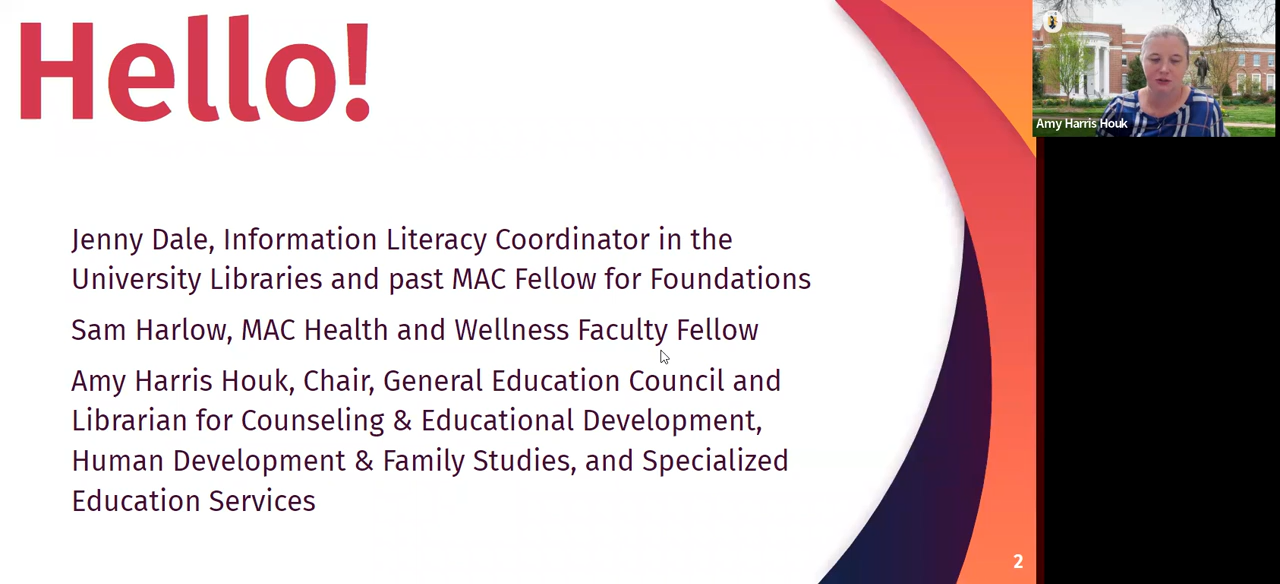 Hello!
Amy Harris Houk
Jenny Dale, Information Literacy Coordinator in the
University Libraries and past MAC Fellow for Foundations
Sam Harlow, MAC Health and Wellness Faculty Fellow
Amy Harris Houk, Chair, General Education Council and
Librarian for Counseling & Educational Development,
Human Development & Family Studies, and Specialized
Education Services
2